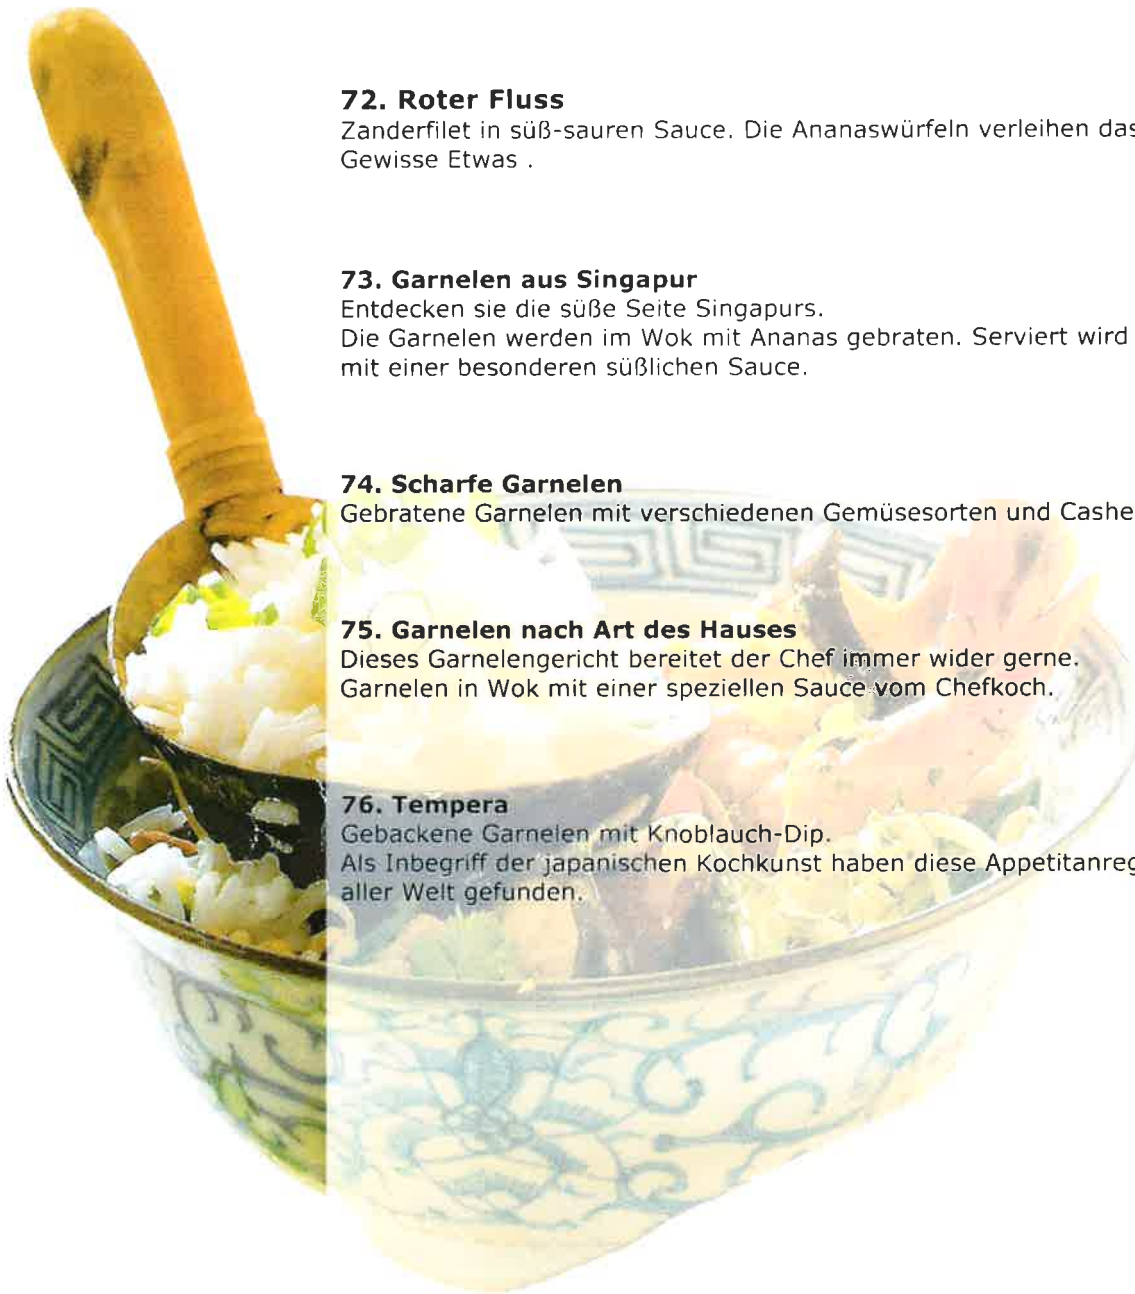 72. Roter Fluss
Zanderfilet in süß-sauren Sauce. Die Ananaswürfeln verleihen das
Gewisse Etwas .
73. Garnelen aus Singapur
Entdecken sie die süße Seite Singapurs.
Die Garnelen werden im Wok mit Ananas gebraten. Serviert wird
mit einer besonderen süßlichen Sauce.
74. Scharfe Garnelen
Gebratene Garnelen mit verschiedenen Gemüsesorten und
75. Garnelen nach Art des Hauses
Dieses Garnelengericht bereitet der Chef immer wider gerne.
Garnelen in Wok mit einer speziellen Sauce vom Chefkoch.
76. Tempera
Gebackene Garnelen mit Knoblauch-Dip.
Als Inbegriff der japanischen Kochkunst haben diese
aller Welt gefunden.